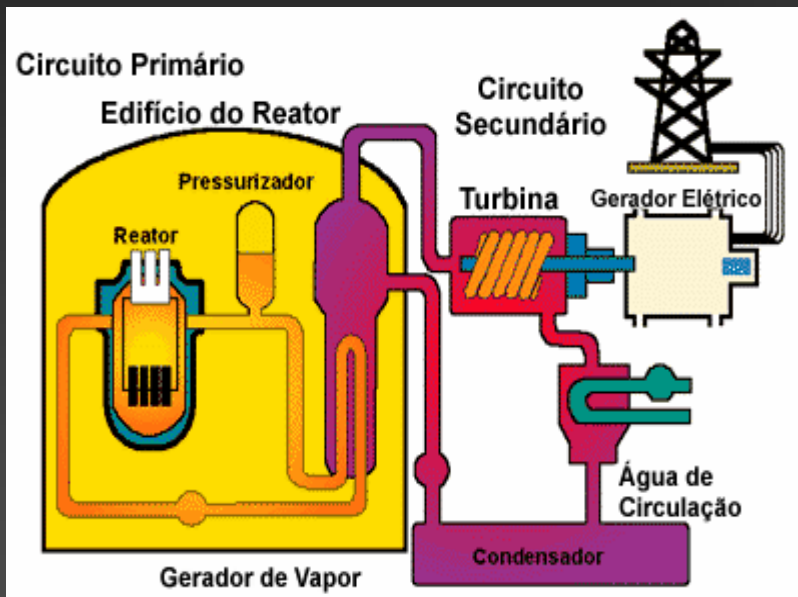 Circuito Primário
Edifício do Reator
Circuito
Secundário
Pressurizador
Reator
Turbina
Gerador Elétrico
Água de
Circulação
Condensador
Gerador de Vapor